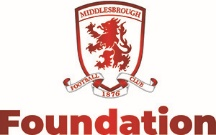 MIDDLESBROUGH
FOOTBALL CLUB
1876
Foundation